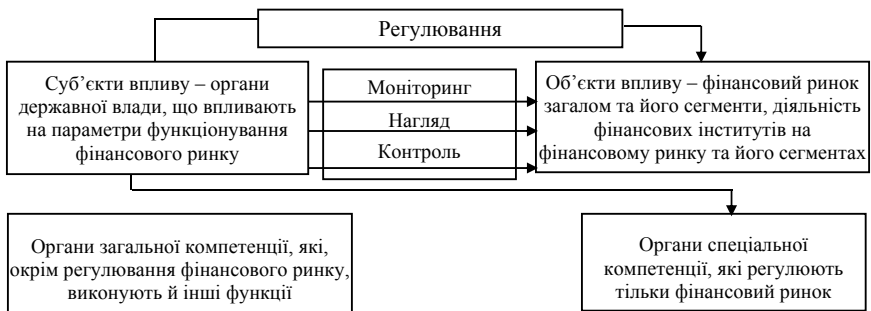 Регулювання
Суб’єкти впливу – органи
державної влади, що впливають
на параметри функціонування
фінансового ринку
Моніторинг
Нагляд
Контроль
Об’єкти впливу – фінансовий ринок
загалом та його сегменти, діяльність
фінансових інститутів на
фінансовому ринку та його сегментах
Органи загальної компетенції, які,
окрім регулювання фінансового ринку,
виконують й інші функції
Органи спеціальної
компетенції, які регулюють
тільки фінансовий ринок